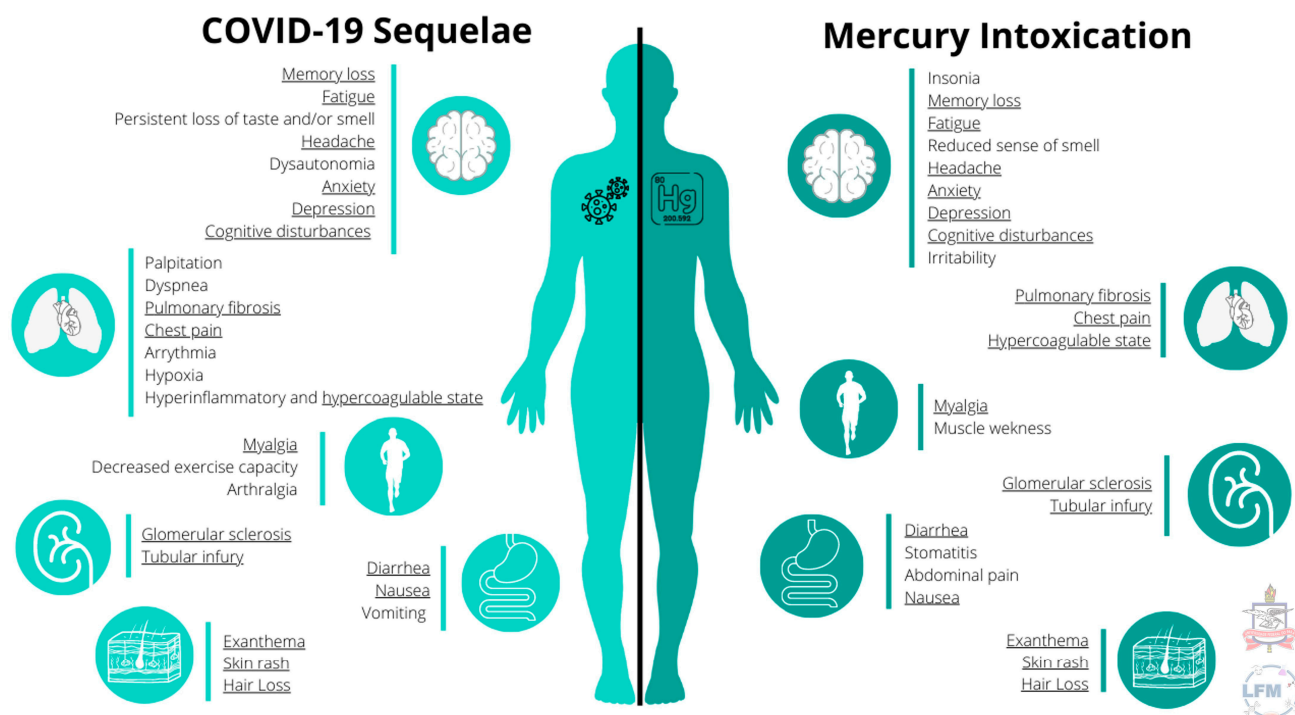 COVID-19 Sequelae
Memory loss
Fatigue
Persistent loss of taste and/or smell
Headache
Dysautonomia
Anxiety
Depression
Cognitive disturbances
Palpitation
Dyspnea
Pulmonary fibrosis
Chest pain
Arrythmia
Hypoxia
Hyperinflammatory and hypercoagulable state
Myalgia
Decreased exercise capacity
Arthralgia
Glomerular sclerosis
Tubular infury
Diarrhea
Nausea
Vomiting
Exanthema
Skin rash
Hair Loss
80
Hg
200.592
Mercury Intoxication
Insonia
Memory loss
Fatigue
Reduced sense of smell
Headache
Anxiety
Depression
Cognitive disturbances
Irritability
Pulmonary fibrosis
Chest pain
Hypercoagulable state
Myalgia
Muscle wekness
Glomerular sclerosis
Tubular infury
Diarrhea
Stomatitis
Abdominal pain
Nausea
Exanthema
Skin rash
Hair Loss
LFM